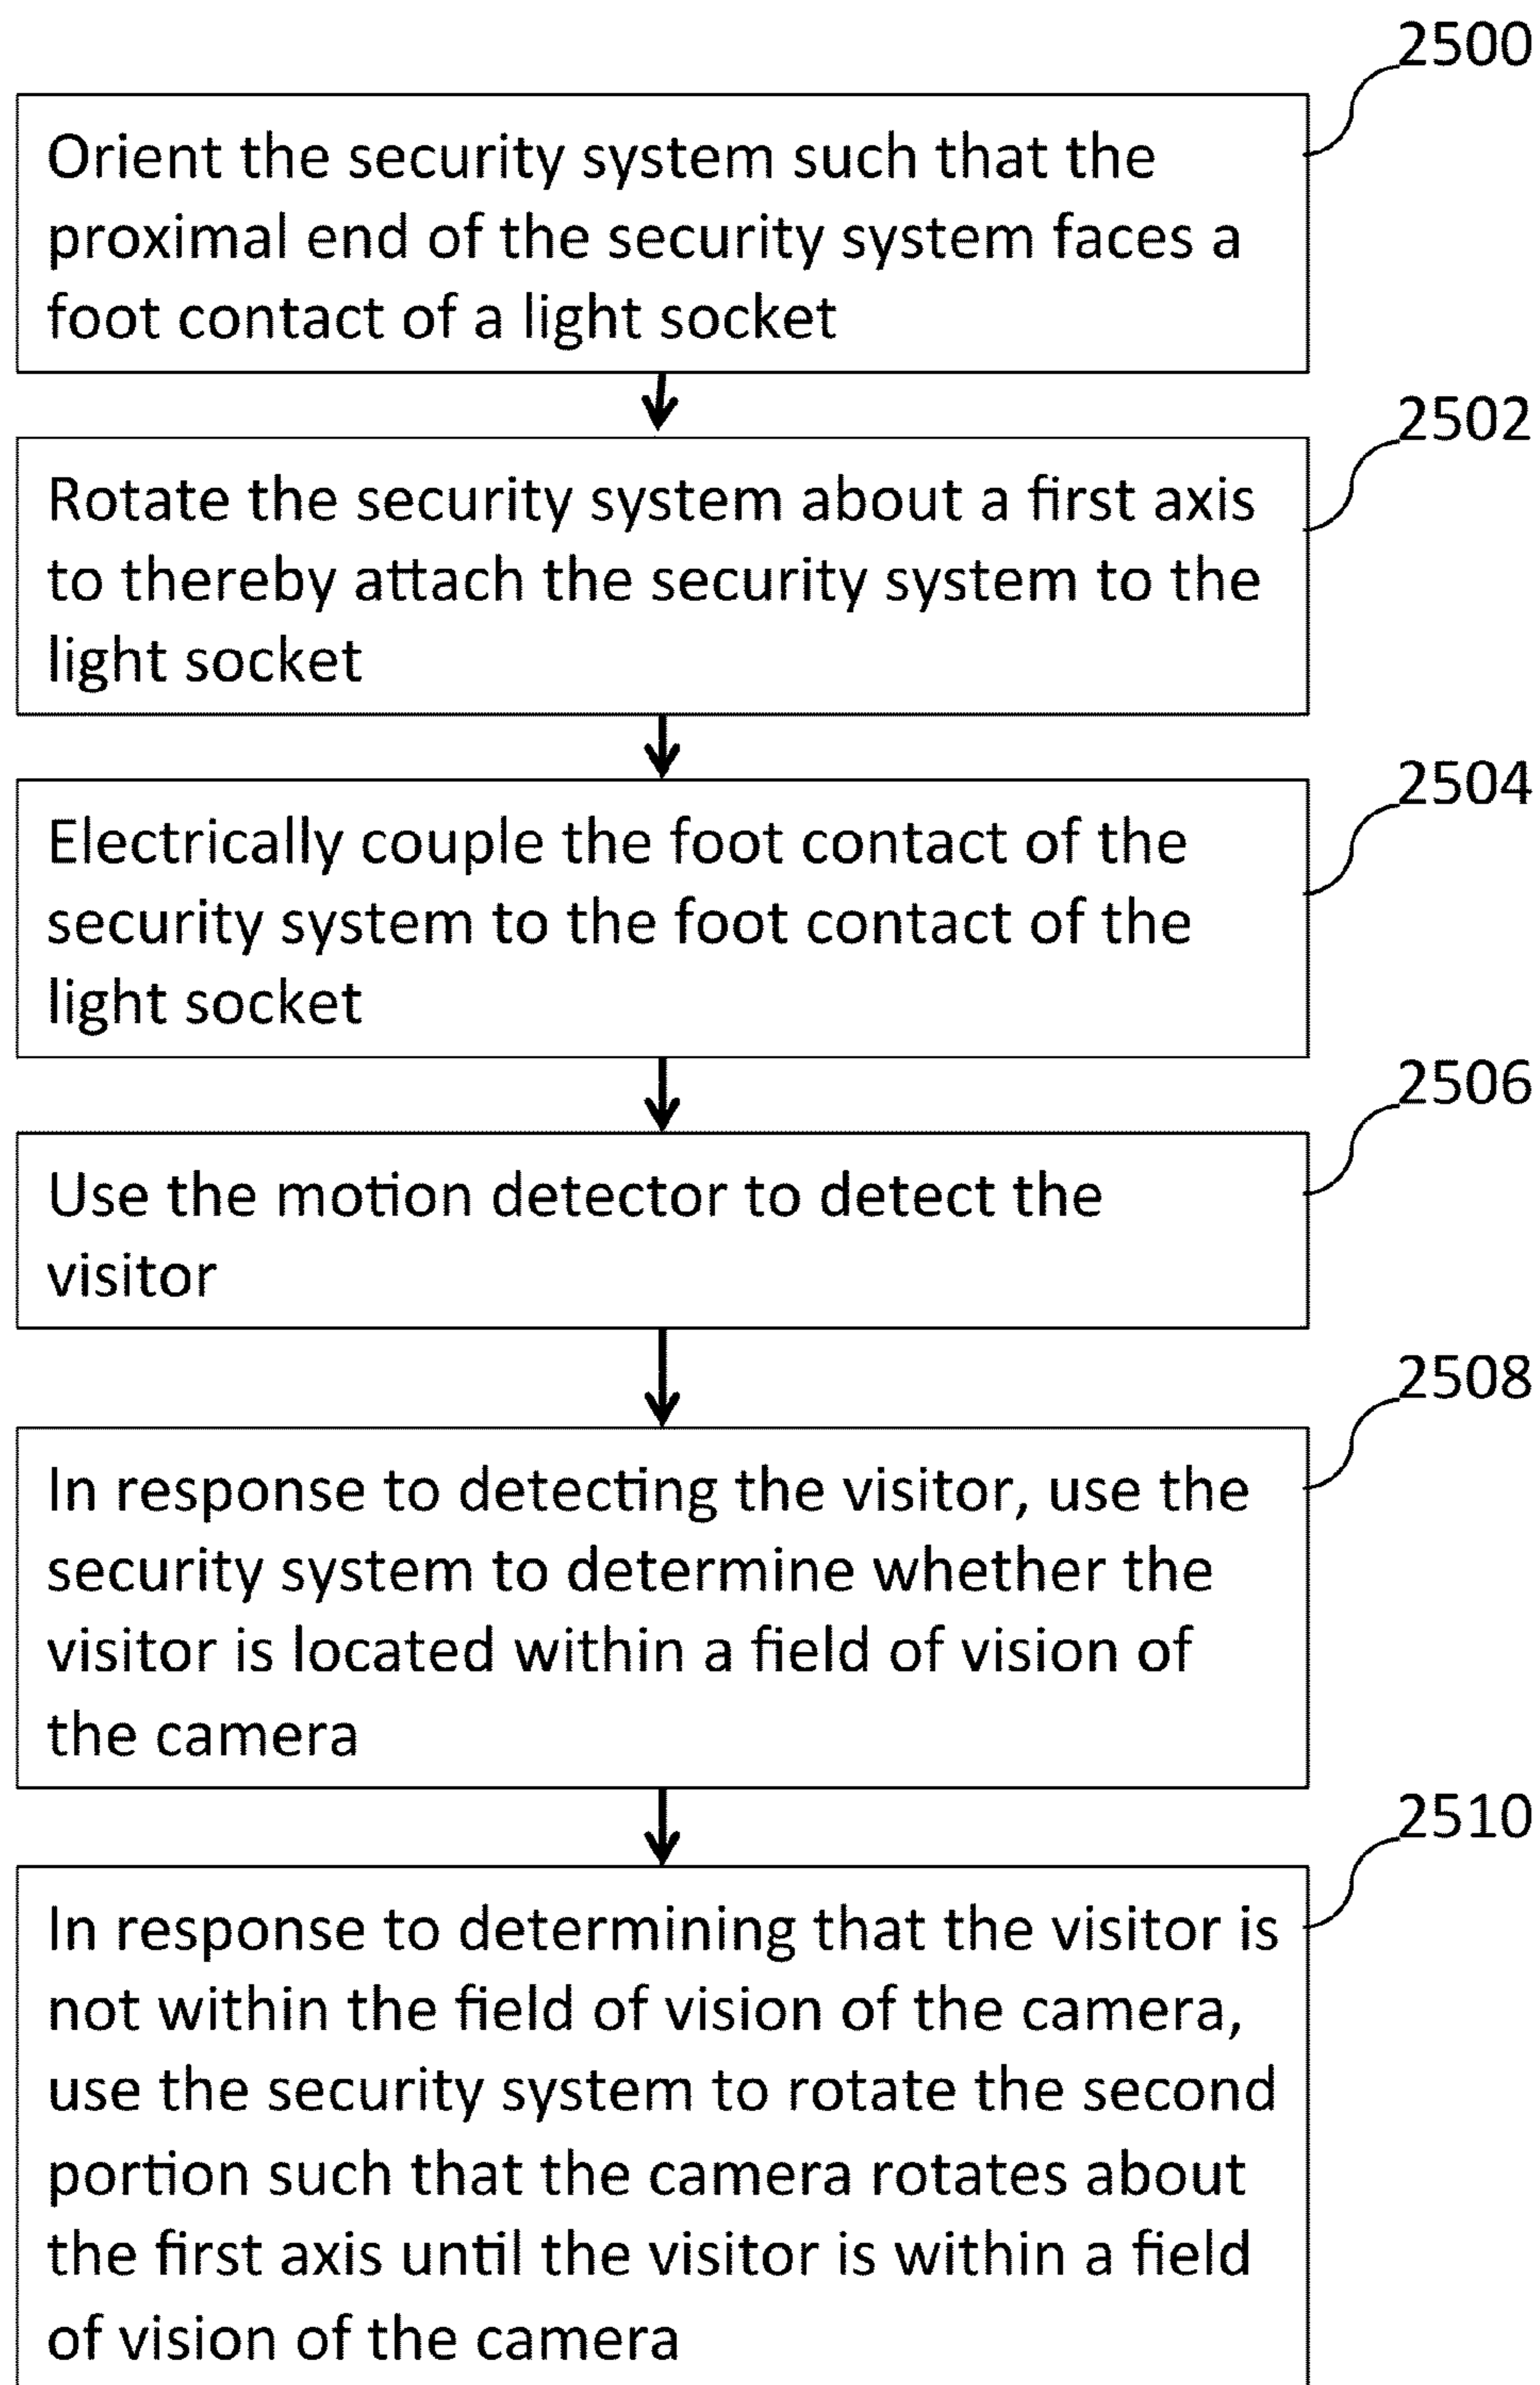 2500
Orient the security system such that the
proximal end of the security system faces a
foot contact of a light socket
2502
Rotate the security system about a first axis
to thereby attach the security system to the
light socket
2504
Electrically couple the foot contact of the
security system to the foot contact of the
light socket
2506
Use the motion detector to detect the
visitor
2508
In response to detecting the visitor, use the
security system to determine whether the
visitor is located within a field of vision of
the camera
2510
In response to determining that the visitor is
not within the field of vision of the camera,
use the security system to rotate the second
portion such that the camera rotates about
the first axis until the visitor is within a field
of vision of the camera